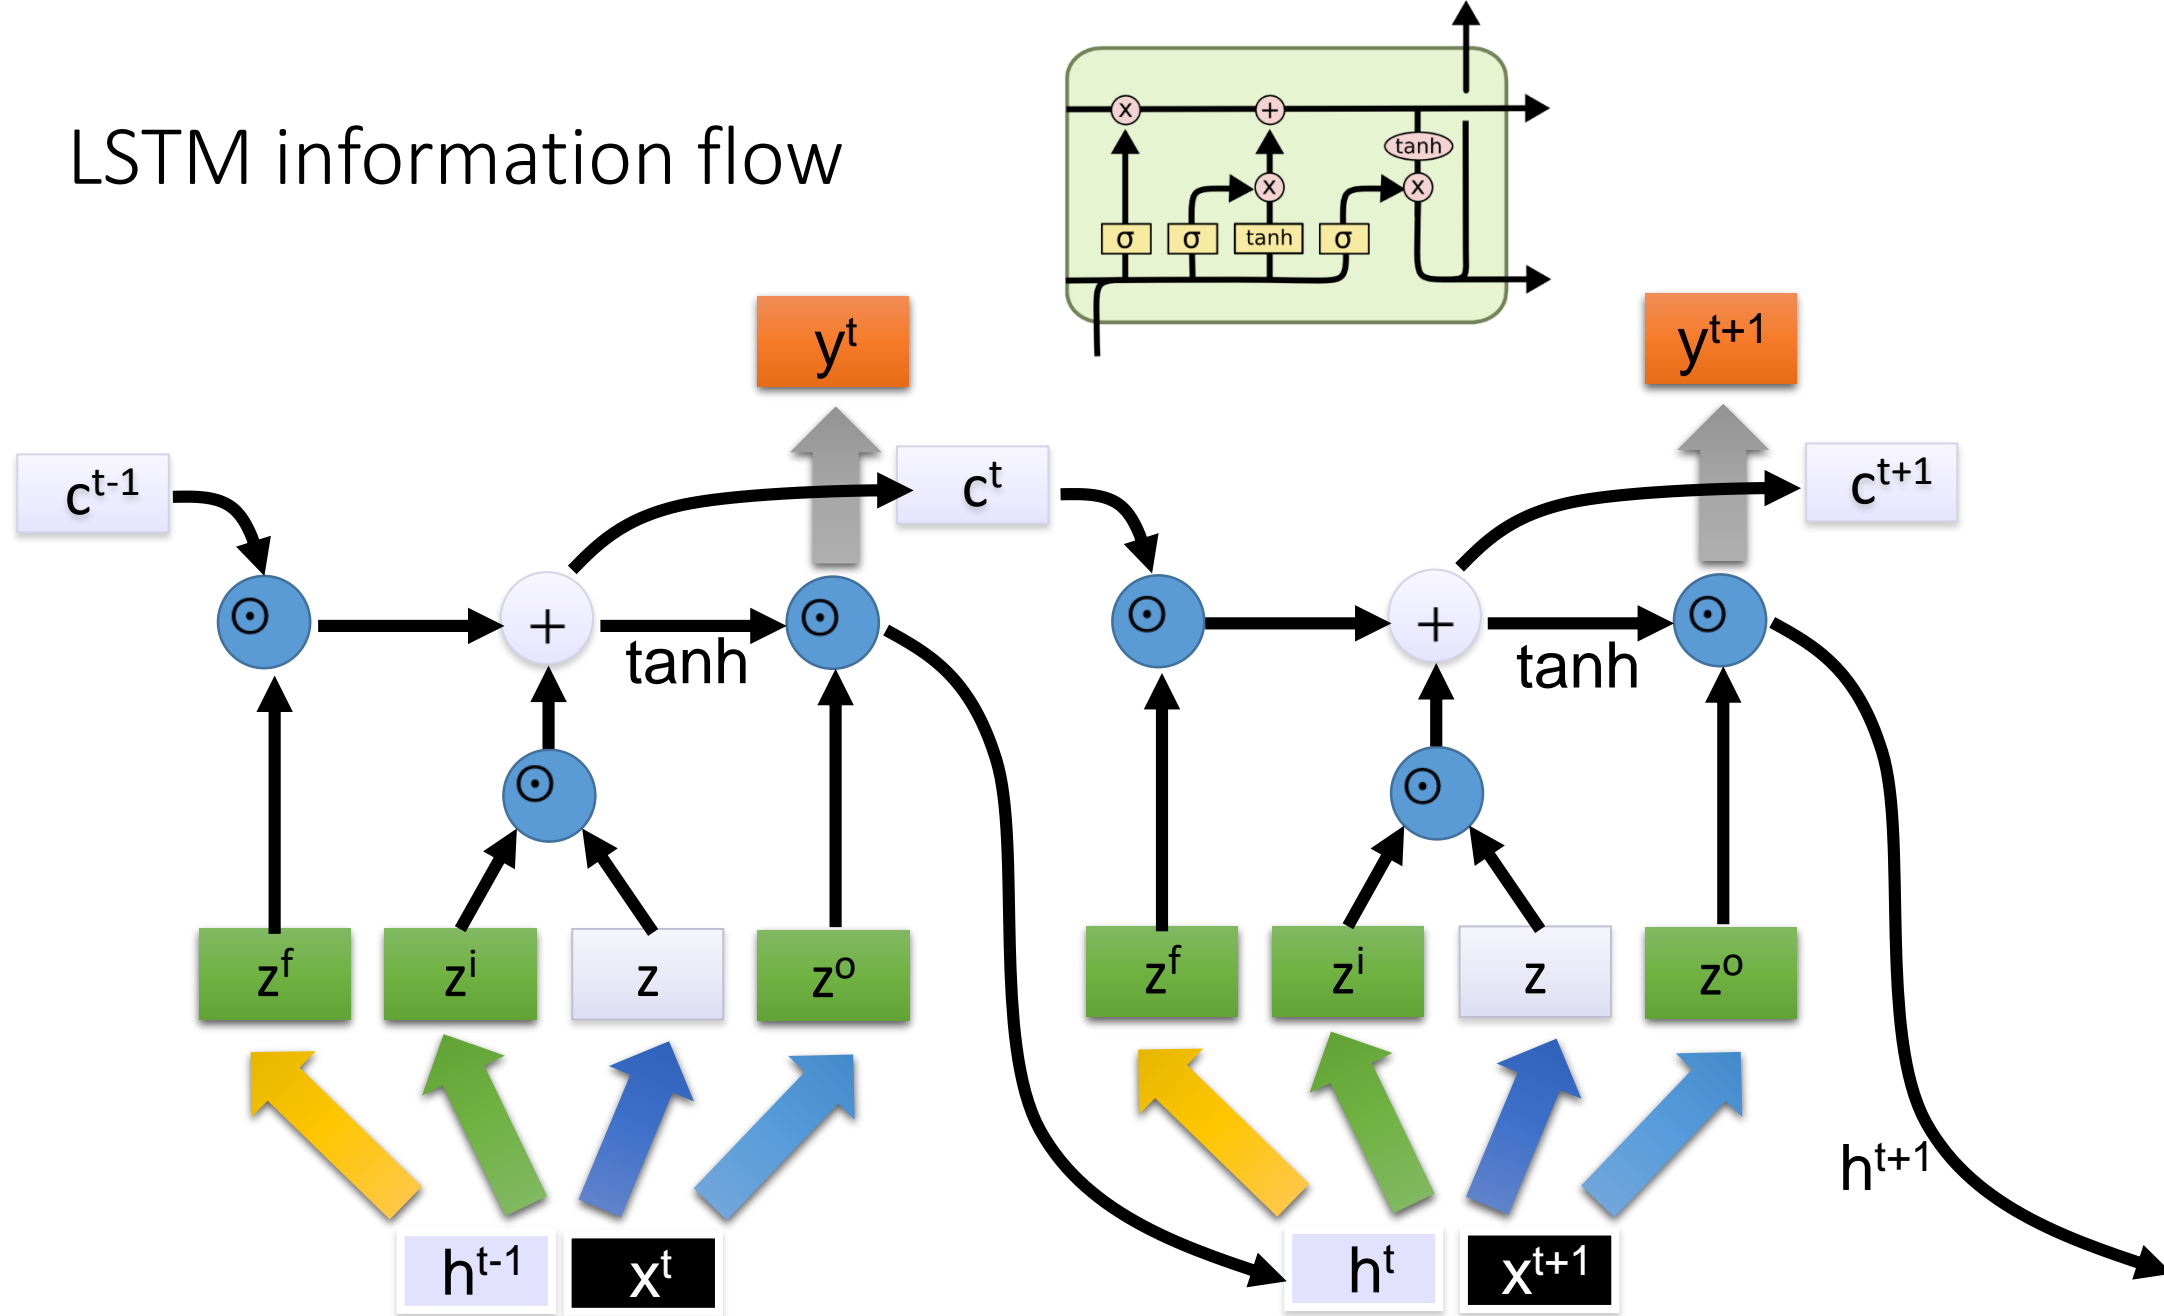 LSTM information flow
x
+
tanh
x
x
σ
σ
tanh
σ
yᵗ
yᵗ⁺¹
cᵗ⁻¹
cᵗ
cᵗ⁺¹
⊙
+
tanh
⊙
⊙
+
tanh
⊙
⊙
⊙
zᶠ
zⁱ
z
zᵒ
zᶠ
zⁱ
z
zᵒ
hᵗ⁺¹
hᵗ⁻¹
xᵗ
hᵗ
xᵗ⁺¹